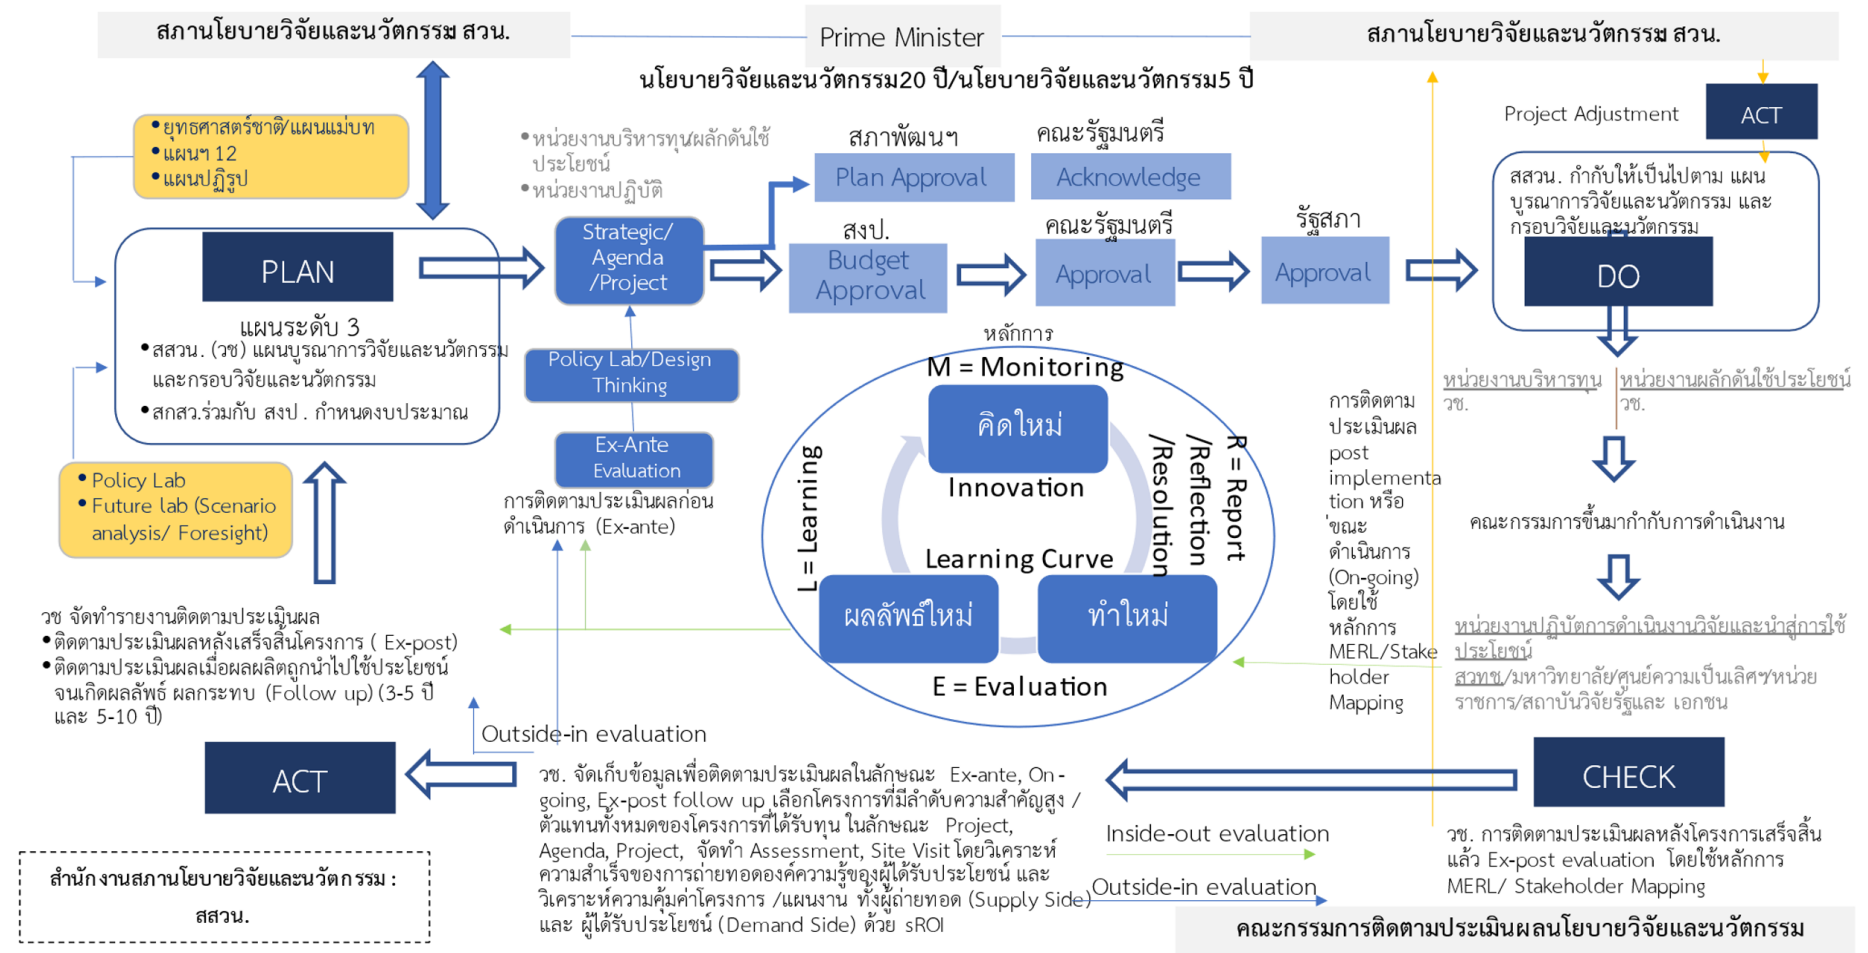 สภานโยบายวิจัยและนวัตกรรม: สวน.
Prime Minister
สภานโยบายวิจัยและนวัตกรรม: สวน.
นโยบายวิจัยและนวัตกรรม20 ปี/นโยบายวิจัยและนวัตกรรม5 ปี
Project Adjustment
ACT
• ยุทธศาสตร์ชาติ/แผนแม่บท
• แผนฯ 12
• แผนปฏิรูป
• หน่วยงานบริหารทุน/ผลักดันใช้
ประโยชน์
• หน่วยงานปฏิบัติ
สภาพัฒนฯ
Plan Approval
คณะรัฐมนตรี
Acknowledge
สสวน. กำกับให้เป็นไปตาม แผน
บูรณาการวิจัยและนวัตกรรม และ
กรอบวิจัยและนวัตกรรม
DO
PLAN
แผนระดับ 3
• สสวน. (วช) แผนบูรณาการวิจัยและนวัตกรรม
และกรอบวิจัยและนวัตกรรม
• สกสว.ร่วมกับ สงป. กำหนดงบประมาณ
Strategic/
Agenda
/Project
สงป.
Budget
Approval
คณะรัฐมนตรี
Approval
รัฐสภา
Approval
Policy Lab/Design
Thinking
Ex-Ante
Evaluation
การติดตามประเมินผลก่อน
ดำเนินการ (Ex-ante)
• Policy Lab
• Future lab (Scenario
analysis/ Foresight)
หลักการ
M = Monitoring
คิดใหม่
Innovation
L = Learning
R = Report
/Reflection
/Resolution
Learning Curve
ผลลัพธ์ใหม่
ทำใหม่
E = Evaluation
การติดตาม
ประเมินผล
post
implementa
tion หรือ
ขณะ
ดำเนินการ
(On-going)
โดยใช้
หลักการ
MERL/Stake
holder
Mapping
หน่วยงานบริหารทุน
วช.
หน่วยงานผลักดันใช้ประโยชน์
วช.
คณะกรรมการขึ้นมากำกับการดำเนินงาน
หน่วยงานปฏิบัตการดำเนินงานวิจัยและนำสู่การใช้
ประโยชน์
สวทช./มหาวิทยาลัย/ศูนย์ความเป็นเลิศฯ/หน่วย
ราชการ/สถาบันวิจัยรัฐและ เอกชน
วช จัดทำรายงานติดตามประเมินผล
• ติดตามประเมินผลหลังเสร็จสิ้นโครงการ ( Ex-post)
• ติดตามประเมินผลเมื่อผลผลิตถูกนำไปใช้ประโยชน์
จนเกิดผลลัพธ์ ผลกระทบ (Follow up) (3-5 ปี
และ 5-10 ปี)
Outside-in evaluation
ACT
วช. จัดเก็บข้อมูลเพื่อติดตามประเมินผลในลักษณะ Ex-ante, On-
going, Ex-post follow up เลือกโครงการที่มีลำดับความสำคัญสูง /
ตัวแทนทั้งหมดของโครงการที่ได้รับทุน ในลักษณะ Project,
Agenda, Project, จัดทำ Assessment, Site Visit โดยวิเคราะห์
ความสำเร็จของการถ่ายทอดองค์ความรู้ของผู้ได้รับประโยชน์ และ
วิเคราะห์ความคุ้มค่าโครงการ /แผนงาน ทั้งผู้ถ่ายทอด (Supply Side)
และ ผู้ได้รับประโยชน์ (Demand Side) ด้วย sROI
Inside-out evaluation
Outside-in evaluation
CHECK
วช. การติดตามประเมินผลหลังโครงการเสร็จสิ้น
แล้ว Ex-post evaluation โดยใช้หลักการ
MERL/ Stakeholder Mapping
คณะกรรมการติดตามประเมินผลนโยบายวิจัยและนวัตกรรม
สำนักงานสภานโยบายวิจัยและนวัตกรรม :
สสวน.